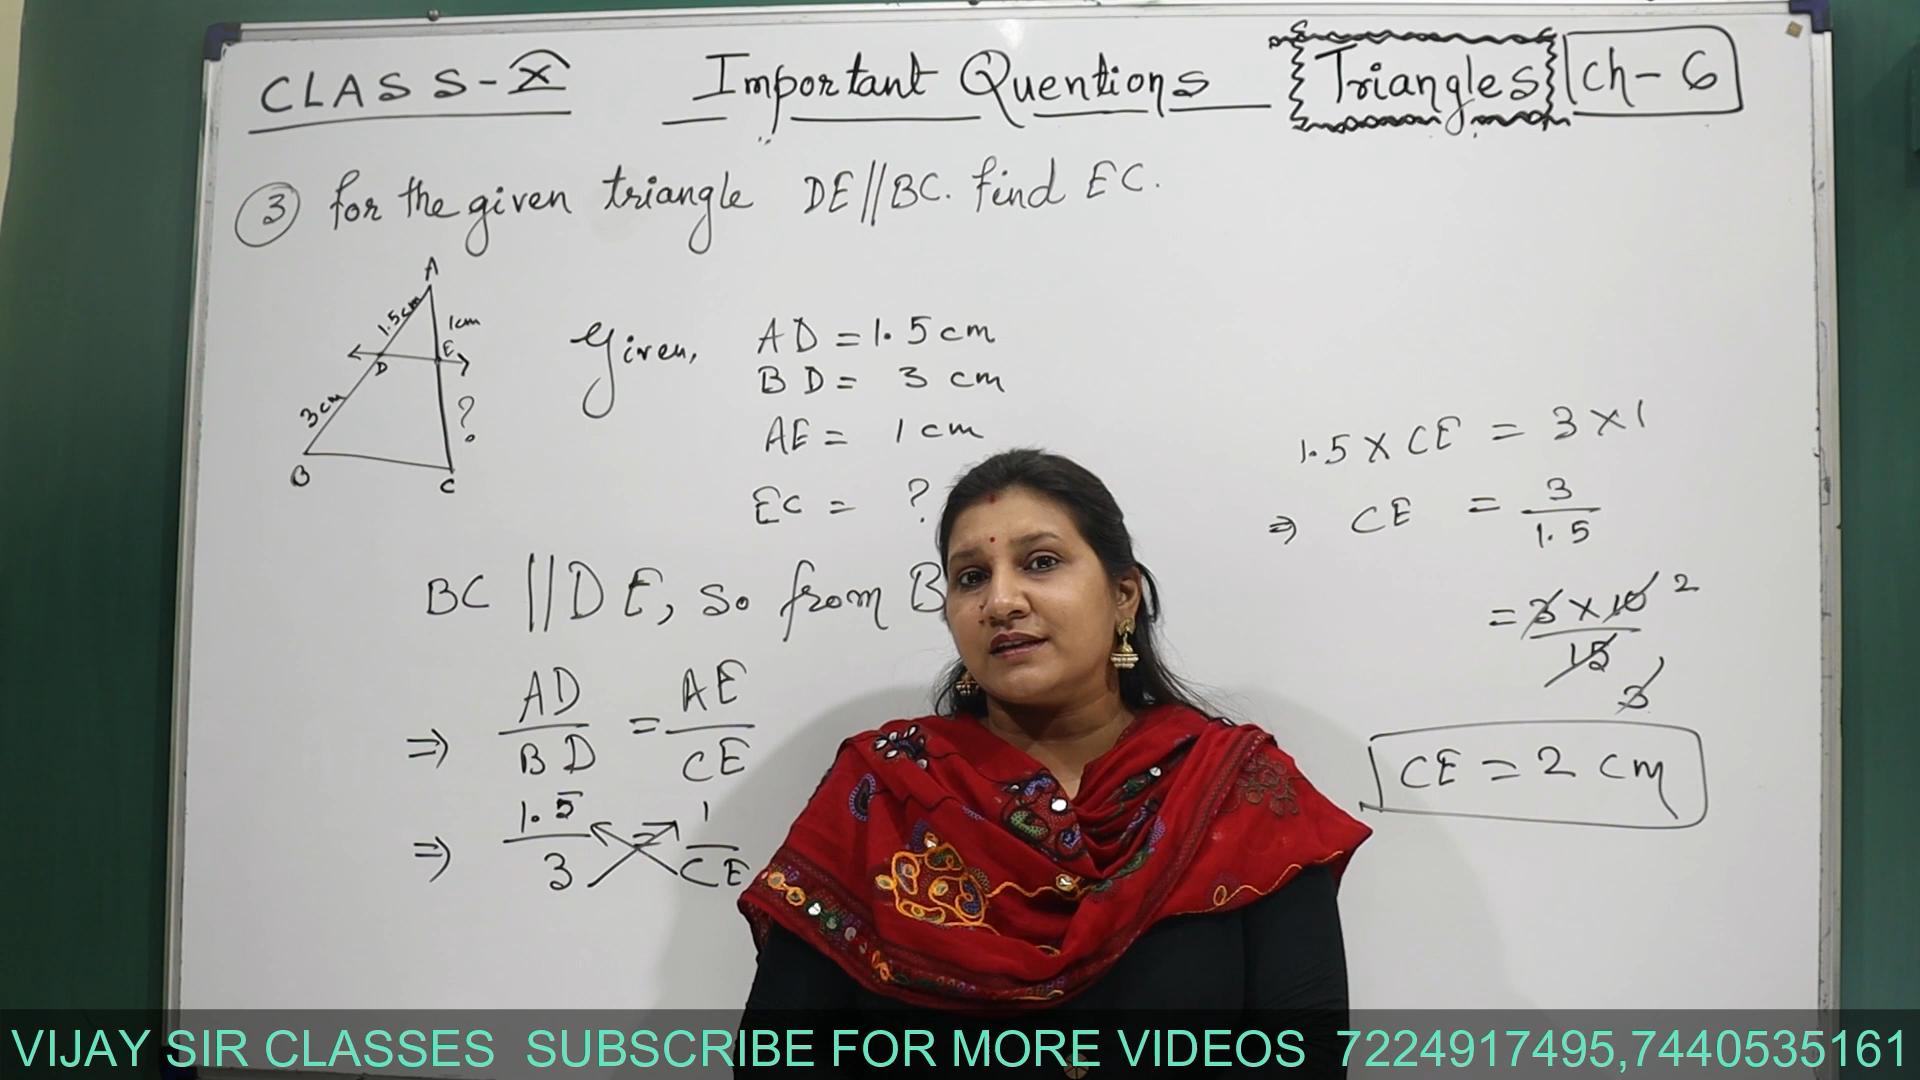 CLASS-X Important Quentions Triangles Ch-6
③ for the given triangle DE//BC. Find EC.
A
1.5cm
1cm
D
E
3cm
?
B
C
Given, AD = 1.5 cm
BD = 3 cm
AE = 1 cm
EC = ?
BC // DE, so from B
⇒ AD/BD = AE/CE
⇒ 1.5/3 = 1/CE
1.5 × CE = 3 × 1
⇒ CE = 3/1.5
= 3 × 10/15 2
1
3
CE = 2 cm
VIJAY SIR CLASSES SUBSCRIBE FOR MORE VIDEOS 7224917495,7440535161